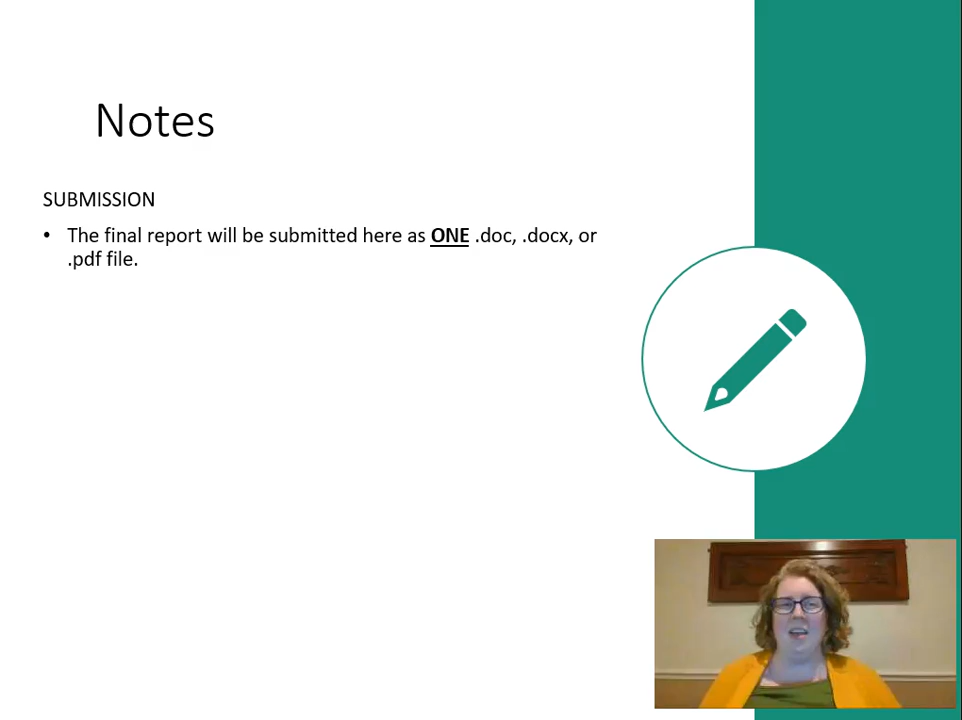 Notes
SUBMISSION
• The final report will be submitted here as ONE .doc, .docx, or
.pdf file.